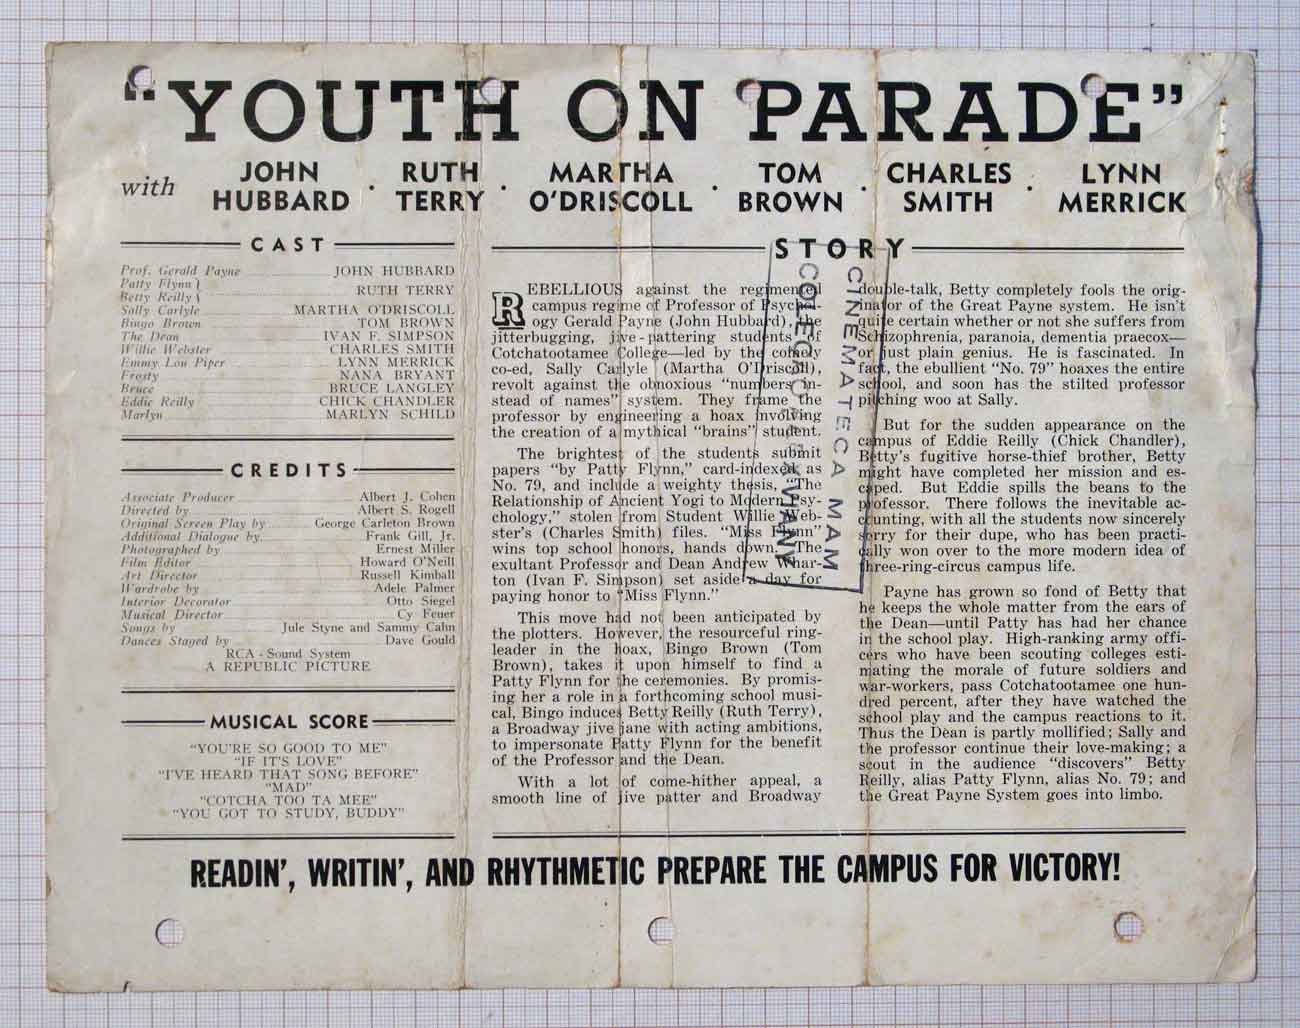 "YOUTH ON PARADE"
with JOHN HUBBARD · RUTH TERRY · MARTHA O'DRISCOLL · TOM BROWN · CHARLES SMITH · LYNN MERRICK
CAST
Prof. Gerald Payne JOHN HUBBARD
Patty Flynn }
Betty Reilly } RUTH TERRY
Sally Carlyle MARTHA O'DRISCOLL
Bingo Brown TOM BROWN
The Dean IVAN F. SIMPSON
Willie Webster CHARLES SMITH
Emmy Lou Piper LYNN MERRICK
Frosty NANA BRYANT
Bruce BRUCE LANGLEY
Eddie Reilly CHICK CHANDLER
Marlyn MARLYN SCHILD
CREDITS
Associate Producer Albert J. Cohen
Directed by Albert S. Rogell
Original Screen Play by George Carleton Brown
Additional Dialogue by Frank Gill, Jr.
Photographed by Ernest Miller
Film Editor Howard O'Neill
Art Director Russell Kimball
Wardrobe by Adele Palmer
Interior Decorator Otto Siegel
Musical Director Cy Feuer
Songs by Jule Styne and Sammy Cahn
Dances Staged by Dave Gould
RCA - Sound System
A REPUBLIC PICTURE
MUSICAL SCORE
"YOU'RE SO GOOD TO ME"
"IF IT'S LOVE"
"I'VE HEARD THAT SONG BEFORE"
"MAD"
"COTCHA TOO TA MEE"
"YOU GOT TO STUDY, BUDDY"
STORY
REBELLIOUS against the regimented
campus regime of Professor of Psychol-
ogy Gerald Payne (John Hubbard), the
jitterbugging, jive-pattering students of
Cotchatootamee College—led by the comely
co-ed, Sally Carlyle (Martha O'Driscoll),
revolt against the obnoxious "numbers in-
stead of names" system. They frame the
professor by engineering a hoax involving
the creation of a mythical "brains" student.
The brightest of the students submit
papers "by Patty Flynn," card-indexed as
No. 79, and include a weighty thesis, "The
Relationship of Ancient Yogi to Modern Psy-
chology," stolen from Student Willie Web-
ster's (Charles Smith) files. "Miss Flynn"
wins top school honors, hands down. The
exultant Professor and Dean Andrew Whar-
ton (Ivan F. Simpson) set aside a day for
paying honor to "Miss Flynn."
This move had not been anticipated by
the plotters. However, the resourceful ring-
leader in the hoax, Bingo Brown (Tom
Brown), takes it upon himself to find a
Patty Flynn for the ceremonies. By promis-
ing her a role in a forthcoming school musi-
cal, Bingo induces Betty Reilly (Ruth Terry),
a Broadway jive jane with acting ambitions,
to impersonate Patty Flynn for the benefit
of the Professor and the Dean.
With a lot of come-hither appeal, a
smooth line of jive patter and Broadway
double-talk, Betty completely fools the orig-
inator of the Great Payne system. He isn't
quite certain whether or not she suffers from
Schizophrenia, paranoia, dementia praecox—
or just plain genius. He is fascinated. In
fact, the ebullient "No. 79" hoaxes the entire
school, and soon has the stilted professor
pitching woo at Sally.
But for the sudden appearance on the
campus of Eddie Reilly (Chick Chandler),
Betty's fugitive horse-thief brother, Betty
might have completed her mission and es-
caped. But Eddie spills the beans to the
professor. There follows the inevitable ac-
counting, with all the students now sincerely
sorry for their dupe, who has been practi-
cally won over to the more modern idea of
three-ring-circus campus life.
Payne has grown so fond of Betty that
he keeps the whole matter from the ears of
the Dean—until Patty has had her chance
in the school play. High-ranking army offi-
cers who have been scouting colleges esti-
mating the morale of future soldiers and
war-workers, pass Cotchatootamee one hun-
dred percent, after they have watched the
school play and the campus reactions to it.
Thus the Dean is partly mollified; Sally and
the professor continue their love-making; a
scout in the audience "discovers" Betty
Reilly, alias Patty Flynn, alias No. 79; and
the Great Payne System goes into limbo.
CINEMATECA MAM
VIANY
READIN', WRITIN', AND RHYTHMETIC PREPARE THE CAMPUS FOR VICTORY!